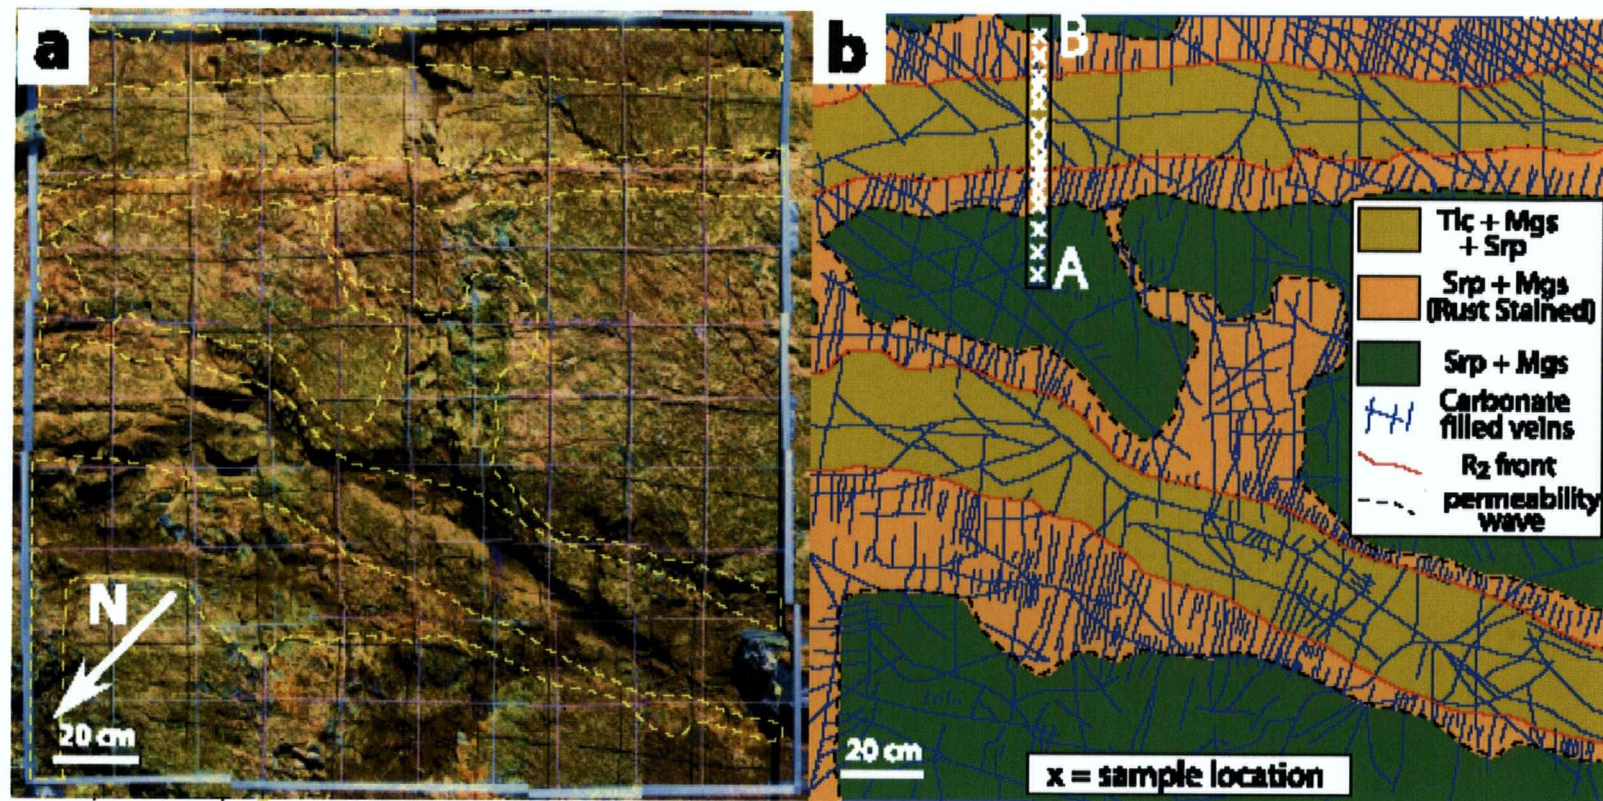 a
N
20 cm
b
B
A
Tlc + Mgs
+ Srp
Srp + Mgs
(Rust Stained)
Srp + Mgs
Carbonate
filled veins
R2 front
permeability
wave
20 cm
x = sample location